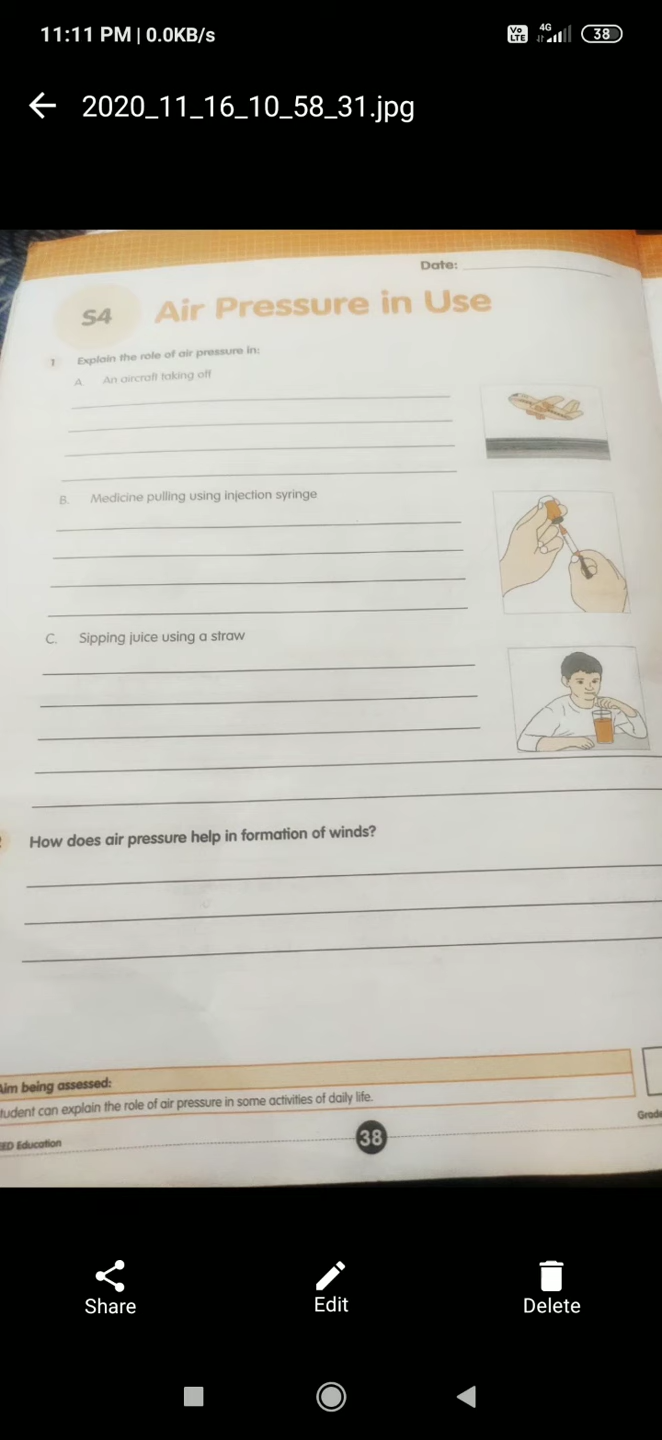 11:11 PM | 0.0KB/s Vo LTE 4G 38
2020_11_16_10_58_31.jpg
Date:
S4 Air Pressure in Use
1 Explain the role of air pressure in:
A. An aircraft taking off
B. Medicine pulling using injection syringe
C. Sipping juice using a straw
How does air pressure help in formation of winds?
Aim being assessed:
tudent can explain the role of air pressure in some activities of daily life.
Grade
Education
38
Share Edit Delete